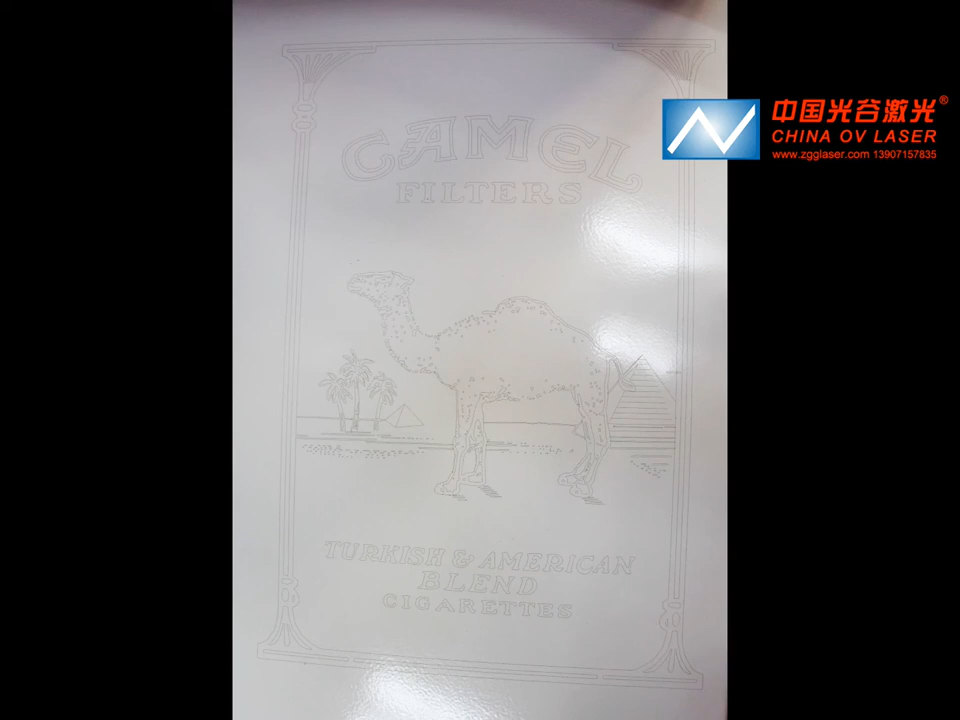 CAMEL
FILTERS
TURKISH & AMERICAN
BLEND
CIGARETTES
中国光谷激光®
CHINA OV LASER
www.zgglaser.com 13907157835